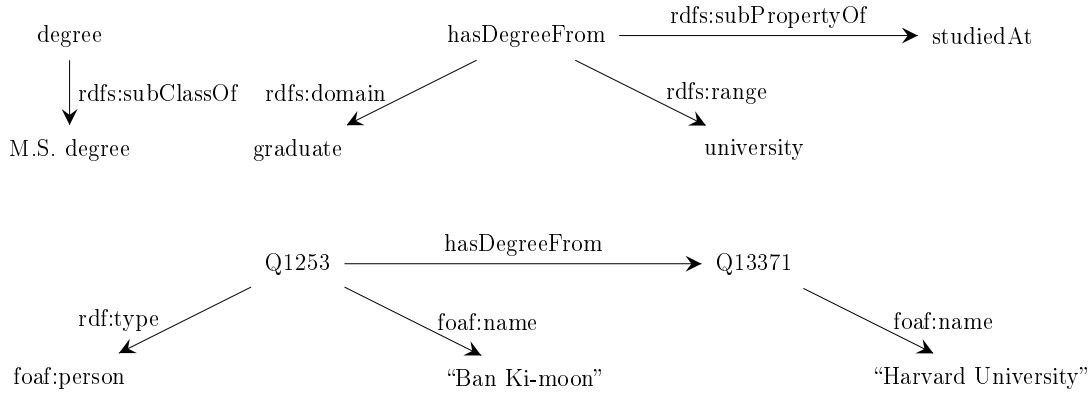 rdfs:subPropertyOf
degree
hasDegreeFrom
studiedAt
rdfs:subClassOf
rdfs:domain
rdfs:range
M.S. degree
graduate
university
hasDegreeFrom
Q1253
Q13371
rdf:type
foaf:name
foaf:name
foaf:person
“Ban Ki-moon”
“Harvard University”